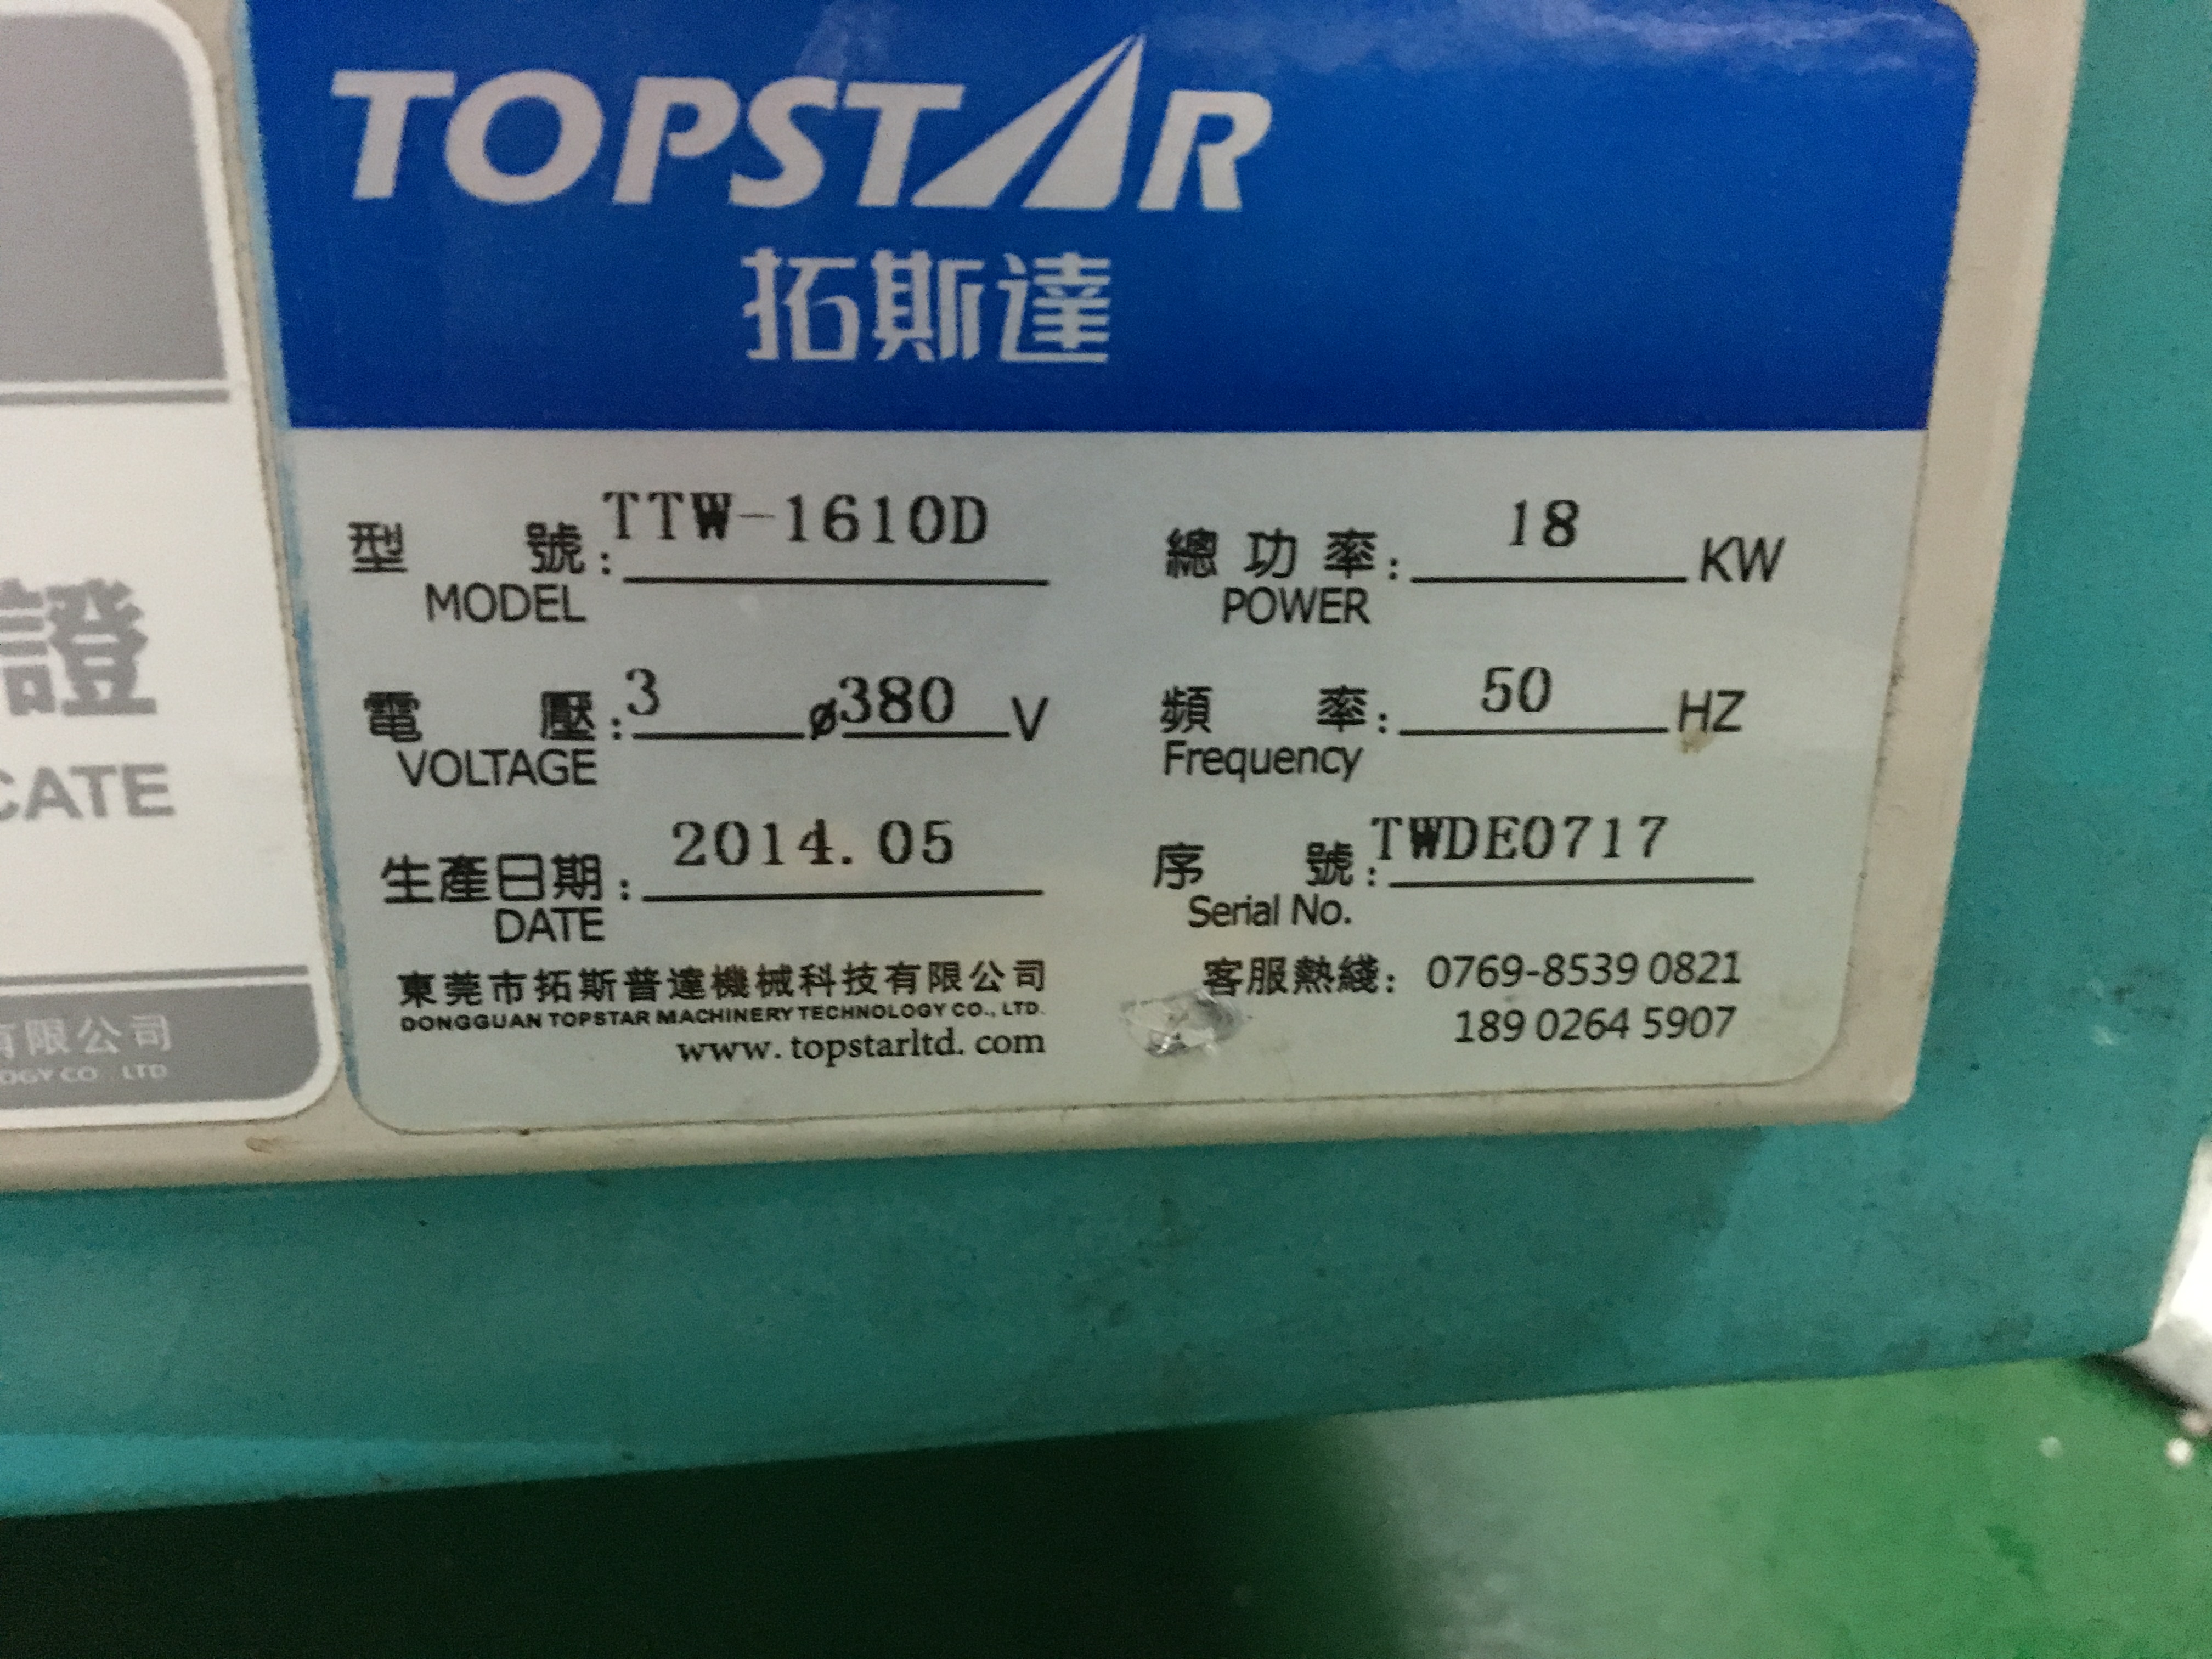 TOPSTAR
拓斯達
型號: TTW-1610D
MODEL
總功率: 18 KW
POWER
電壓: 3 ø380 V
VOLTAGE
頻率: 50 HZ
Frequency
生產日期: 2014.05
DATE
序號: TWDE0717
Serial No.
東莞市拓斯普達機械科技有限公司
DONGGUAN TOPSTAR MACHINERY TECHNOLOGY CO., LTD.
www.topstarltd.com
客服熱綫: 0769-8539 0821
189 0264 5907
證
CATE
有限公司
OGY CO., LTD